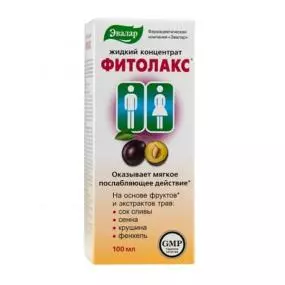 Эвалар
Фармацевтическая
компания «Эвалар»
жидкий концентрат
ФИТОЛАКС®
Оказывает мягкое
послабляющее действие*
На основе фруктов*
и экстрактов трав:
• сок сливы
• сенна
• крушина
• фенхель
100 мл
GMP